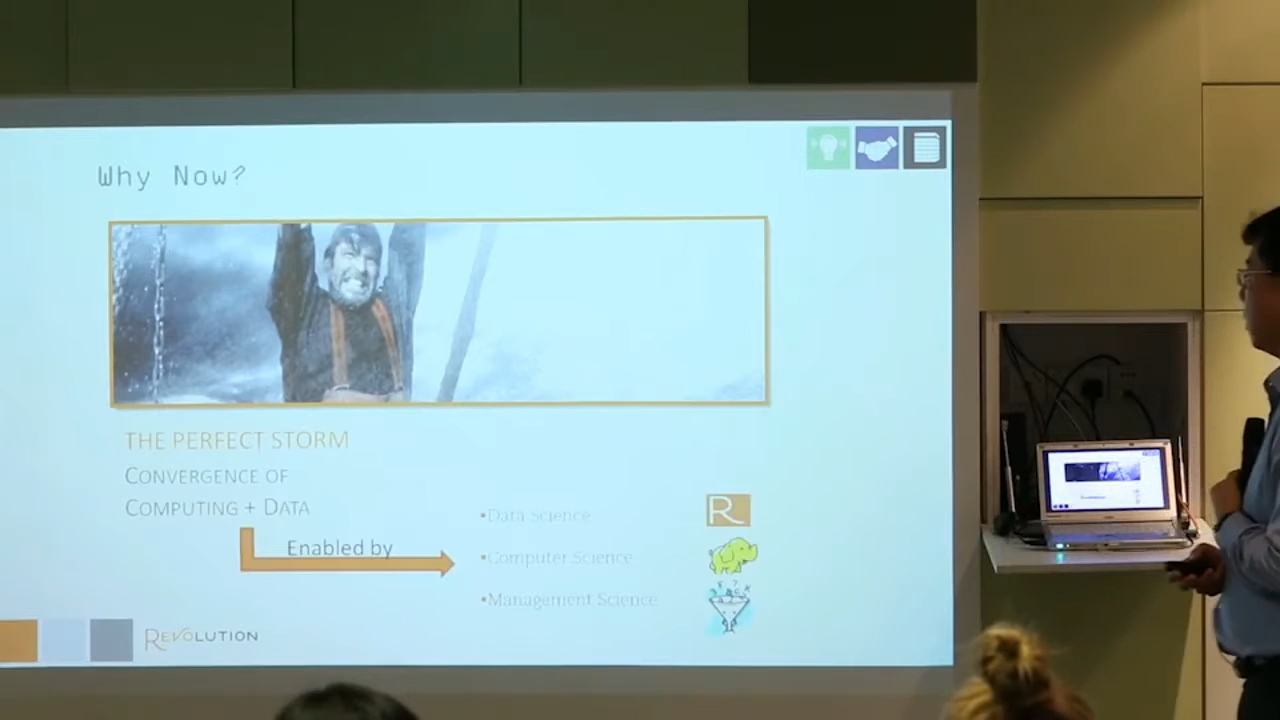 Why Now?
THE PERFECT STORM
CONVERGENCE OF
COMPUTING + DATA
Enabled by
•Data Science
R
•Computer Science
•Management Science
REVOLUTION